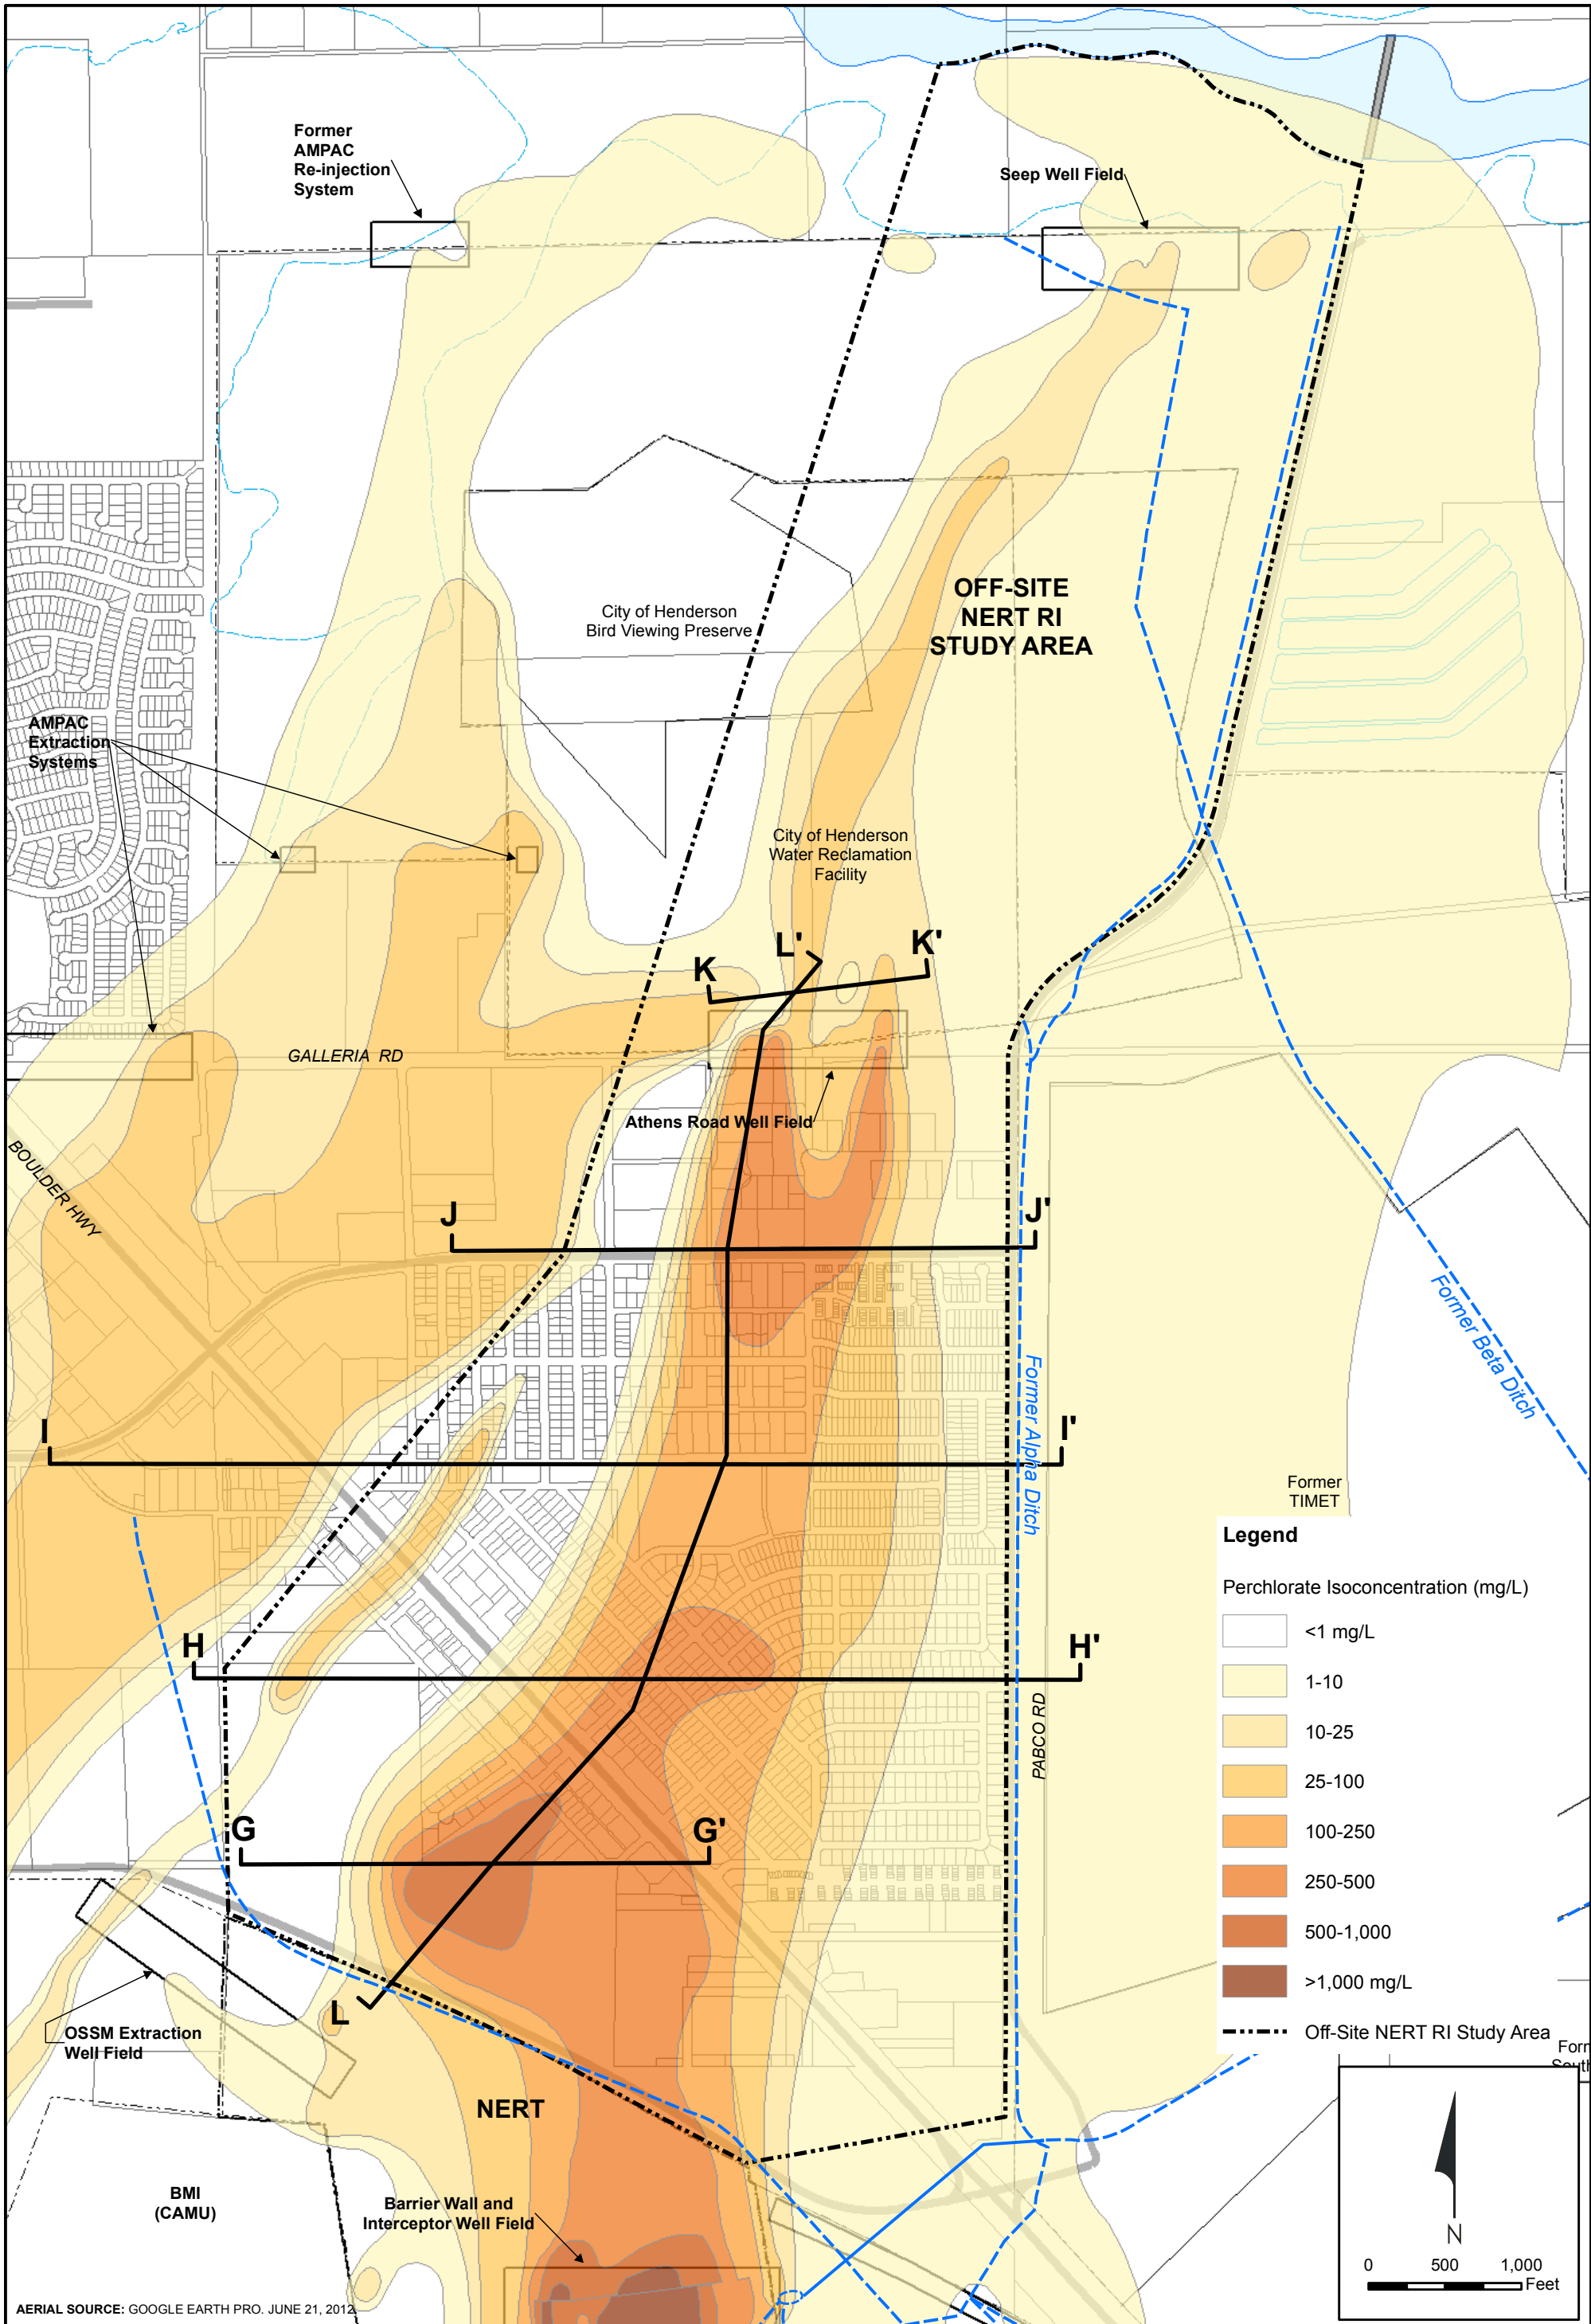 Former
AMPAC
Re-injection
System
Seep Well Field
OFF-SITE
NERT RI
STUDY AREA
City of Henderson
Bird Viewing Preserve
AMPAC
Extraction
Systems
City of Henderson
Water Reclamation
Facility
L'
K'
K
GALLERIA RD
Athens Road Well Field
BOULDER HWY
J
J'
Former Beta Ditch
Former Alpha Ditch
I
I'
Former
TIMET
Legend
Perchlorate Isoconcentration (mg/L)
<1 mg/L
1-10
10-25
25-100
100-250
250-500
500-1,000
>1,000 mg/L
Off-Site NERT RI Study Area
H
H'
PABCO RD
G
G'
L
OSSM Extraction
Well Field
NERT
BMI
(CAMU)
Barrier Wall and
Interceptor Well Field
N
0 500 1,000
Feet
AERIAL SOURCE: GOOGLE EARTH PRO. JUNE 21, 2012